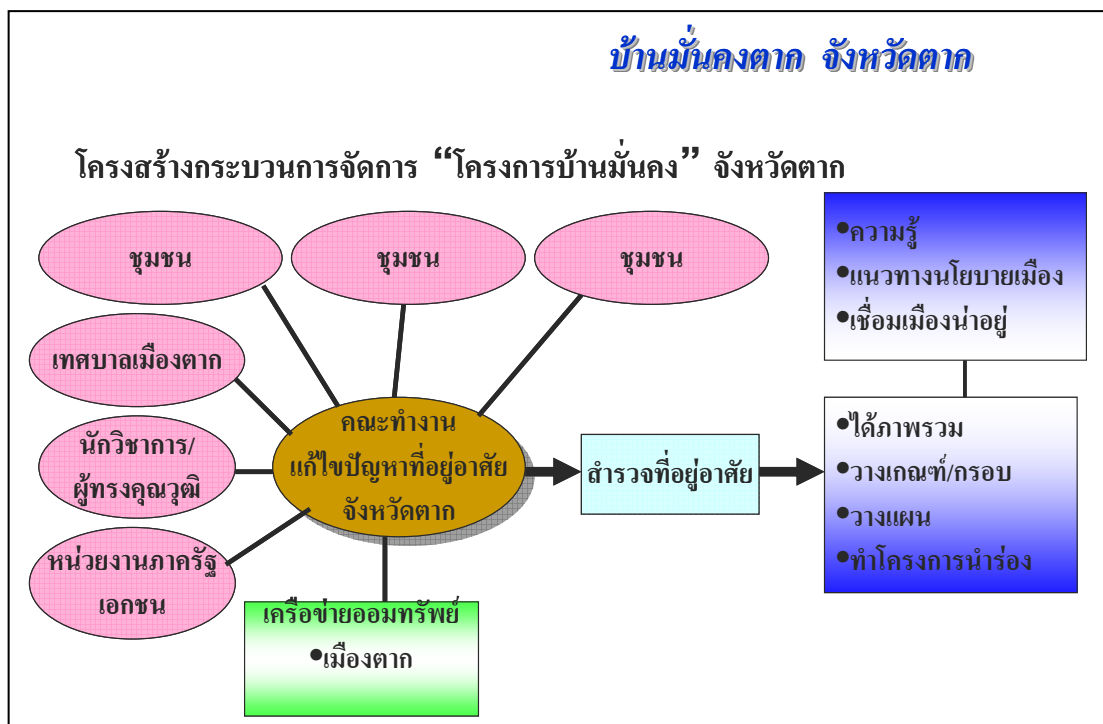 บ้านมั่นคงตาก จังหวัดตาก
โครงสร้างกระบวนการจัดการ “โครงการบ้านมั่นคง” จังหวัดตาก
ชุมชน
ชุมชน
ชุมชน
•ความรู้
•แนวทางนโยบายเมือง
•เชื่อมเมืองน่าอยู่
เทศบาลเมืองตาก
นักวิชาการ/
ผู้ทรงคุณวุฒิ
หน่วยงานภาครัฐ
เอกชน
คณะทำงาน
แก้ไขปัญหาที่อยู่อาศัย
จังหวัดตาก
สำรวจที่อยู่อาศัย
•ได้ภาพรวม
•วางเกณฑ์/กรอบ
•วางแผน
•ทำโครงการนำร่อง
เครือข่ายออมทรัพย์
•เมืองตาก